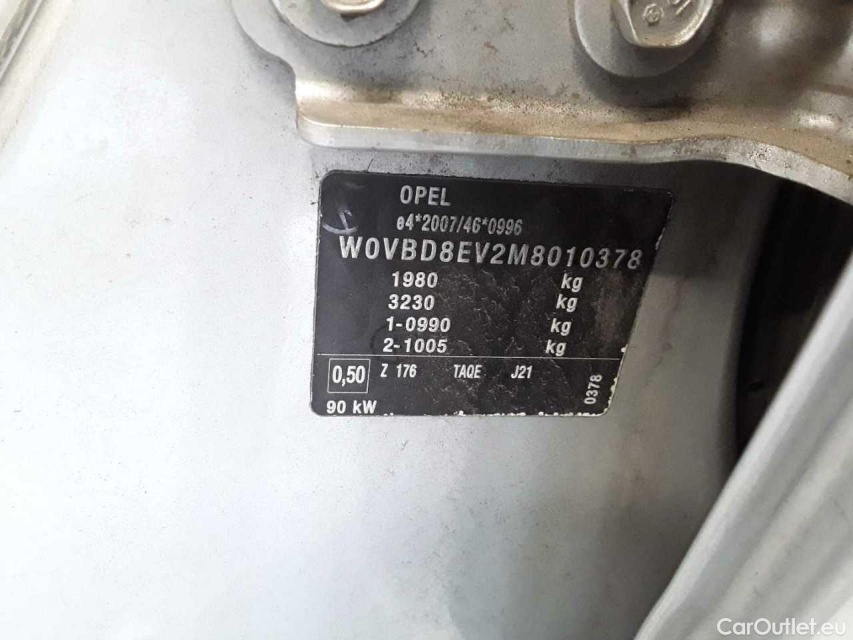 OPEL
e4*2007/46*0996
W0VBD8EV2M8010378
1980 kg
3230 kg
1-0990 kg
2-1005 kg
0,50 Z 176 TAQE J21
0378
90 kW
CarOutlet.eu